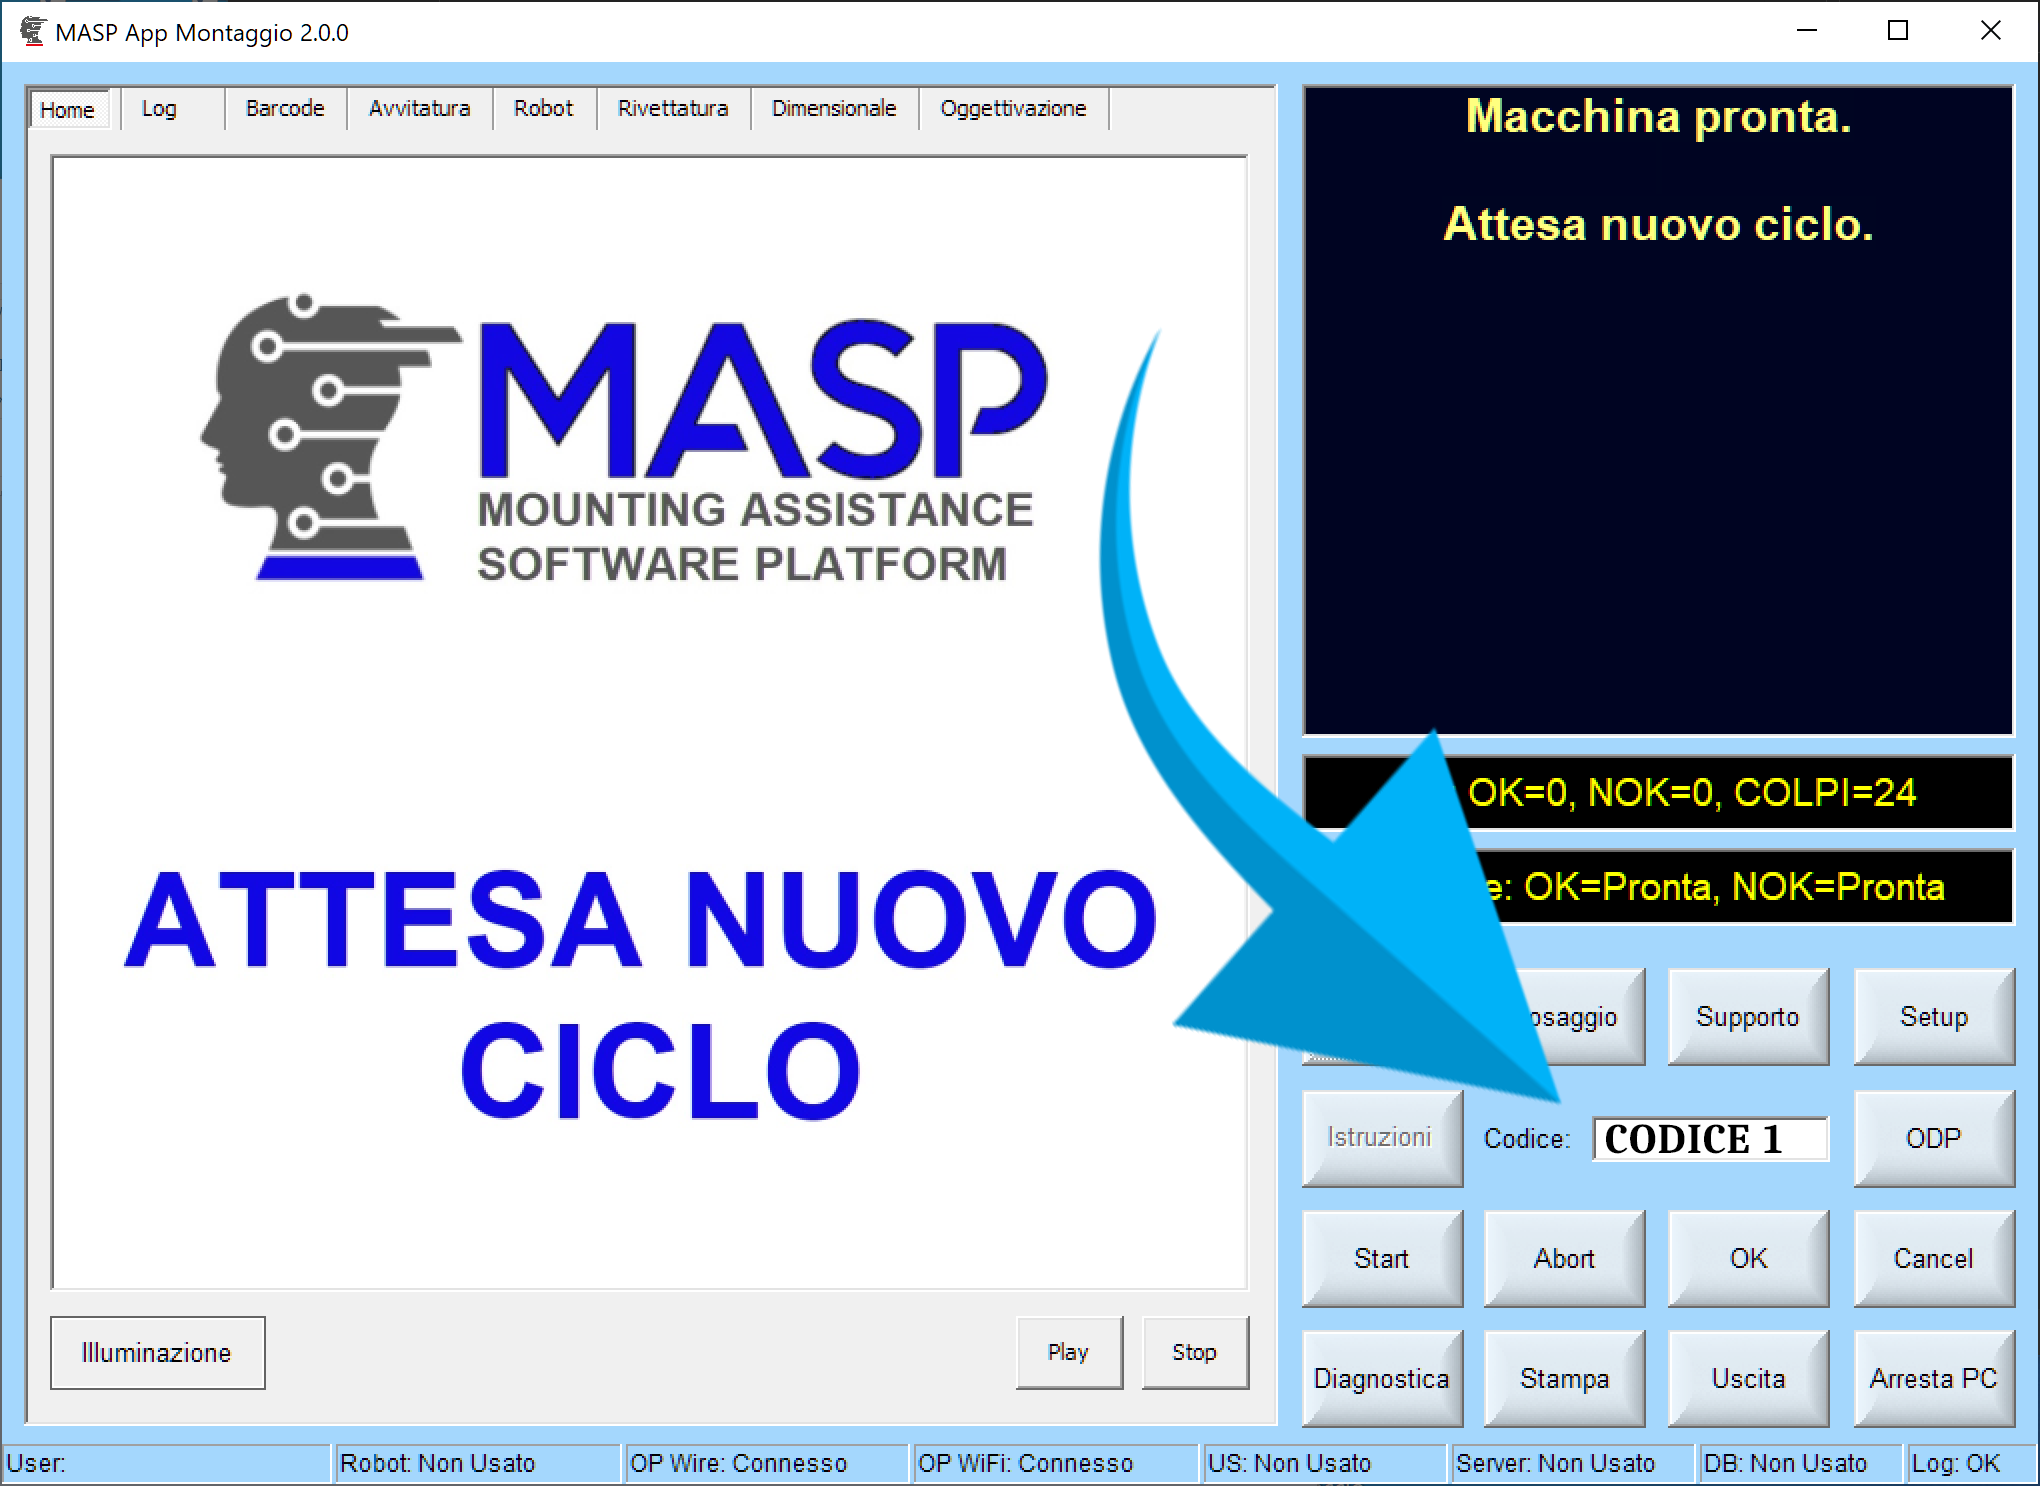 MASP App Montaggio 2.0.0
Home Log Barcode Avvitatura Robot Rivettatura Dimensionale Oggettivazione
MASP
MOUNTING ASSISTANCE
SOFTWARE PLATFORM
ATTESA NUOVO
CICLO
Illuminazione Play Stop
Macchina pronta.
Attesa nuovo ciclo.
OK=0, NOK=0, COLPI=24
OK=Pronta, NOK=Pronta
Supporto Setup
Istruzioni Codice: CODICE 1 ODP
Start Abort OK Cancel
Diagnostica Stampa Uscita Arresta PC
User: Robot: Non Usato OP Wire: Connesso OP WiFi: Connesso US: Non Usato Server: Non Usato DB: Non Usato Log: OK